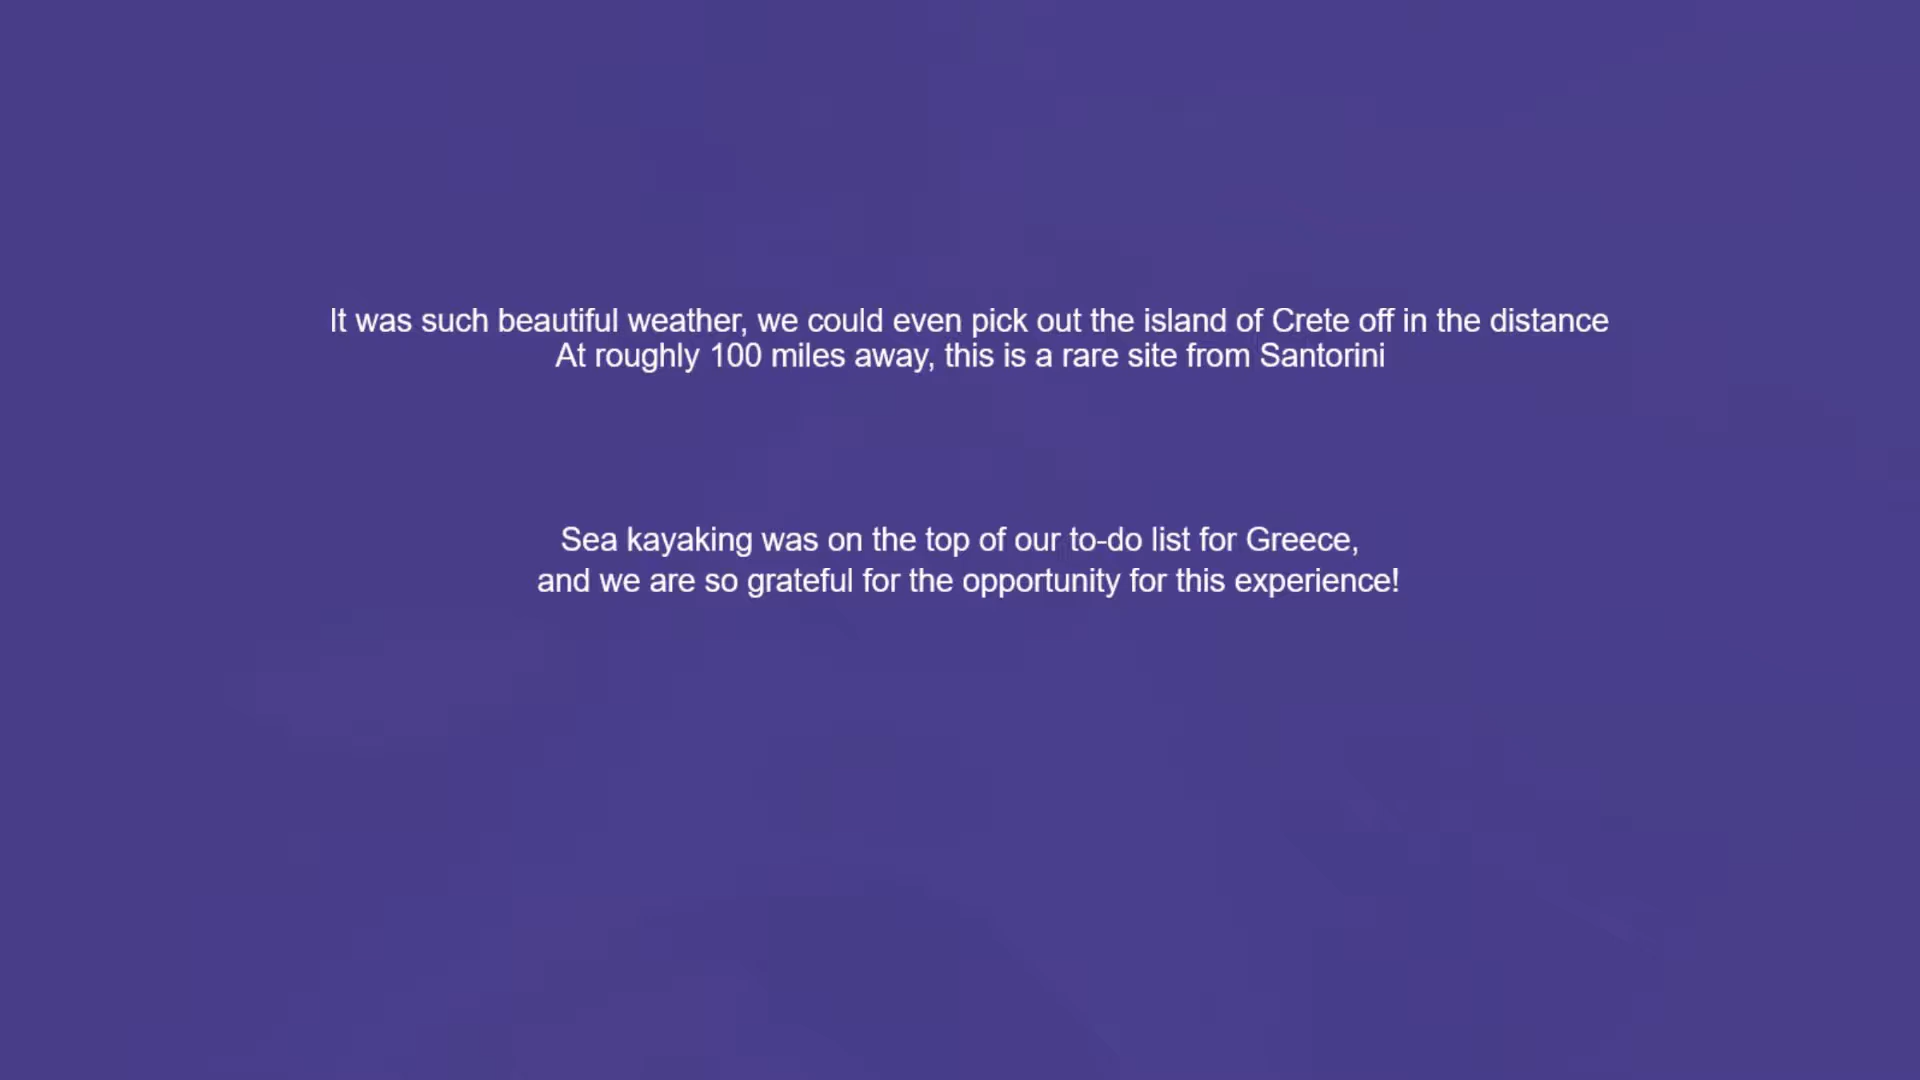 It was such beautiful weather, we could even pick out the island of Crete off in the distance
At roughly 100 miles away, this is a rare site from Santorini
Sea kayaking was on the top of our to-do list for Greece,
and we are so grateful for the opportunity for this experience!